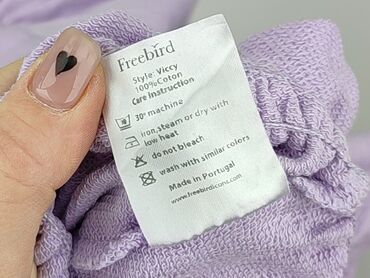 Freebird
Style: Viccy
100%Coton
Care Instruction
30° machine
iron,steam or dry with
low heat
do not bleach
wash with similar colors
Made in Portugal
www.freebirdicons.com